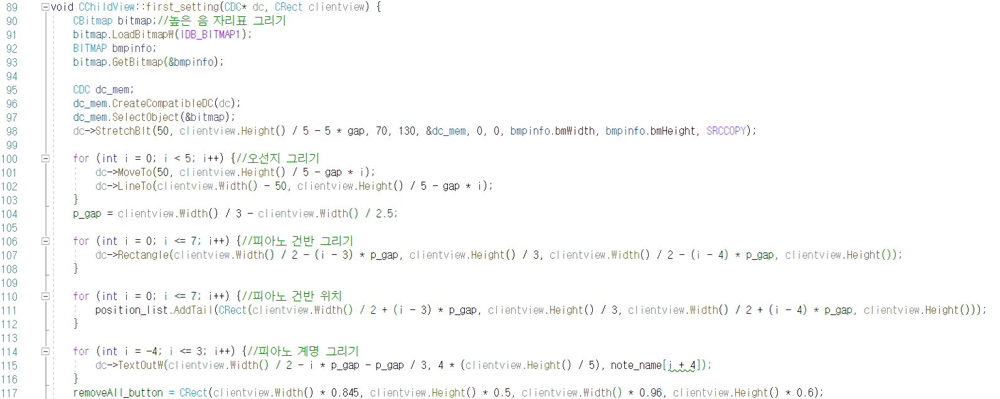 89 void CChildView::first_setting(CDC* dc, CRect clientview) {
90 CBitmap bitmap;//높은 음 자리표 그리기
91 bitmap.LoadBitmapW(IDB_BITMAP1);
92 BITMAP bmpinfo;
93 bitmap.GetBitmap(&bmpinfo);
94
95 CDC dc_mem;
96 dc_mem.CreateCompatibleDC(dc);
97 dc_mem.SelectObject(&bitmap);
98 dc->StretchBlt(50, clientview.Height() / 5 - 5 * gap, 70, 130, &dc_mem, 0, 0, bmpinfo.bmWidth, bmpinfo.bmHeight, SRCCOPY);
99
100 for (int i = 0; i < 5; i++) {//오선지 그리기
101 dc->MoveTo(50, clientview.Height() / 5 - gap * i);
102 dc->LineTo(clientview.Width() - 50, clientview.Height() / 5 - gap * i);
103 }
104 p_gap = clientview.Width() / 3 - clientview.Width() / 2.5;
105
106 for (int i = 0; i <= 7; i++) {//피아노 건반 그리기
107 dc->Rectangle(clientview.Width() / 2 - (i - 3) * p_gap, clientview.Height() / 3, clientview.Width() / 2 - (i - 4) * p_gap, clientview.Height());
108 }
109
110 for (int i = 0; i <= 7; i++) {//피아노 건반 위치
111 position_list.AddTail(CRect(clientview.Width() / 2 + (i - 3) * p_gap, clientview.Height() / 3, clientview.Width() / 2 + (i - 4) * p_gap, clientview.Height()));
112 }
113
114 for (int i = -4; i <= 3; i++) {//피아노 계명 그리기
115 dc->TextOutW(clientview.Width() / 2 - i * p_gap - p_gap / 3, 4 * (clientview.Height() / 5), note_name[i + 4]);
116 }
117 removeAll_button = CRect(clientview.Width() * 0.845, clientview.Height() * 0.5, clientview.Width() * 0.96, clientview.Height() * 0.6);